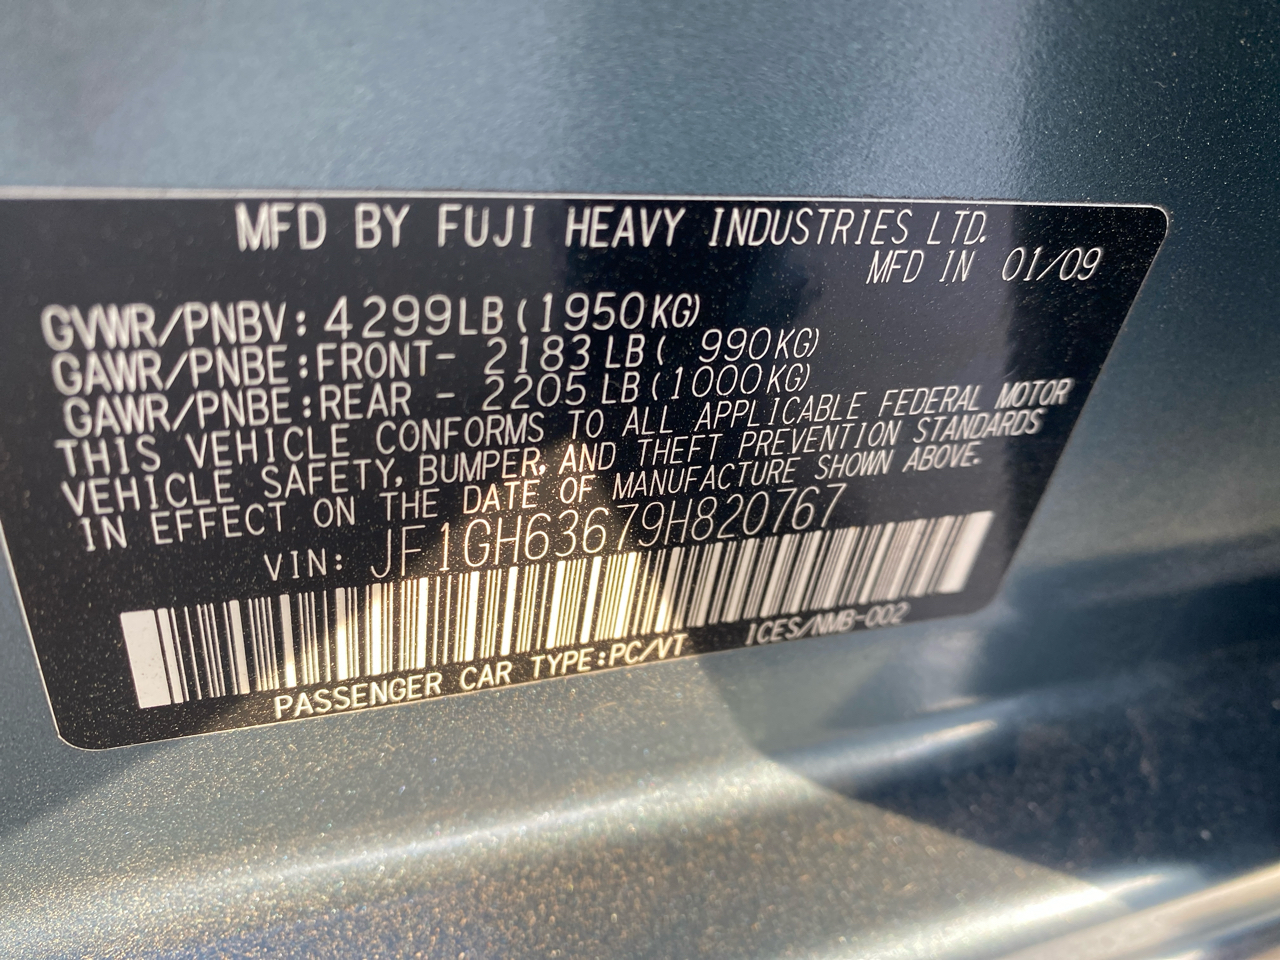 MFD BY FUJI HEAVY INDUSTRIES LTD.
MFD IN 01/09
GVWR/PNBV: 4299LB(1950KG)
GAWR/PNBE:FRONT- 2183LB( 990KG)
GAWR/PNBE:REAR - 2205LB(1000KG)
THIS VEHICLE CONFORMS TO ALL APPLICABLE FEDERAL MOTOR
VEHICLE SAFETY, BUMPER, AND THEFT PREVENTION STANDARDS
IN EFFECT ON THE DATE OF MANUFACTURE SHOWN ABOVE.
VIN: JF1GH63679H820767
PASSENGER CAR TYPE:PC/VT ICES/NMB-002